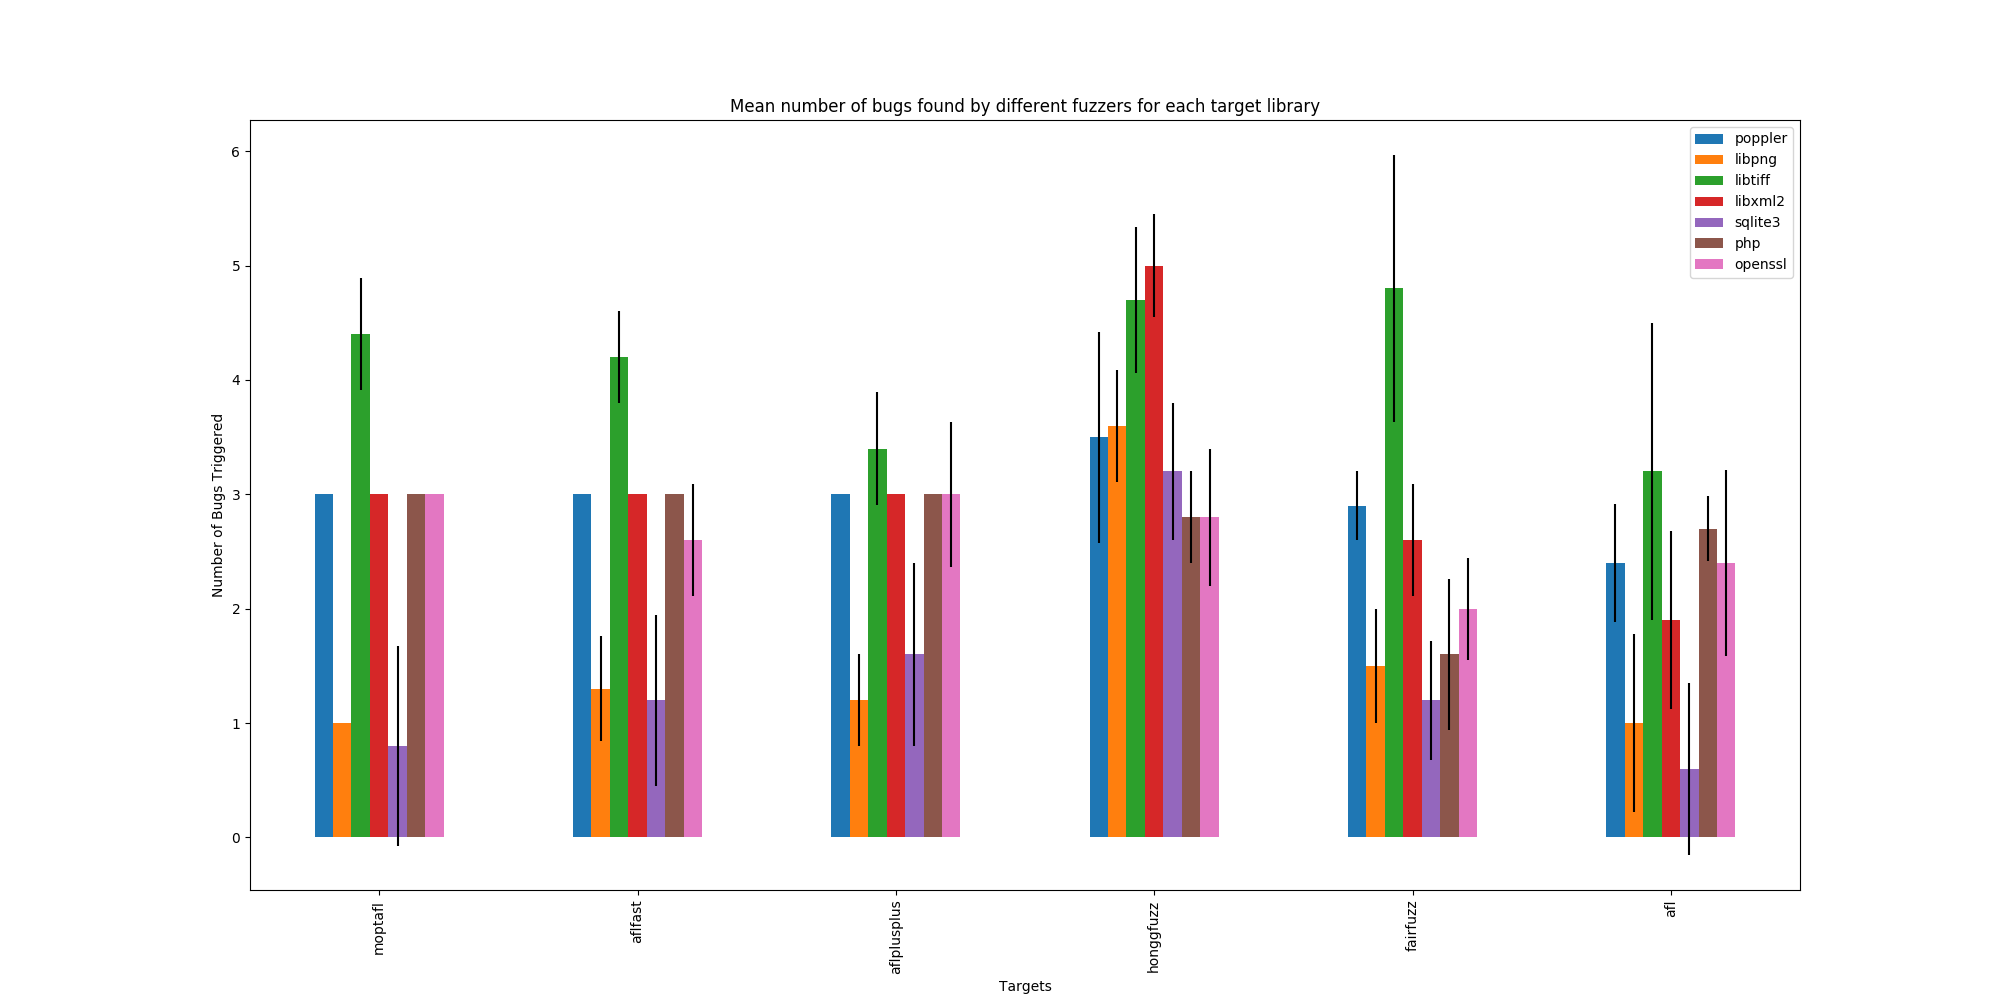 Mean number of bugs found by different fuzzers for each target library
poppler
libpng
libtiff
libxml2
sqlite3
php
openssl
Number of Bugs Triggered
6
5
4
3
2
1
0
moptafl
aflfast
aflplusplus
honggfuzz
fairfuzz
afl
Targets